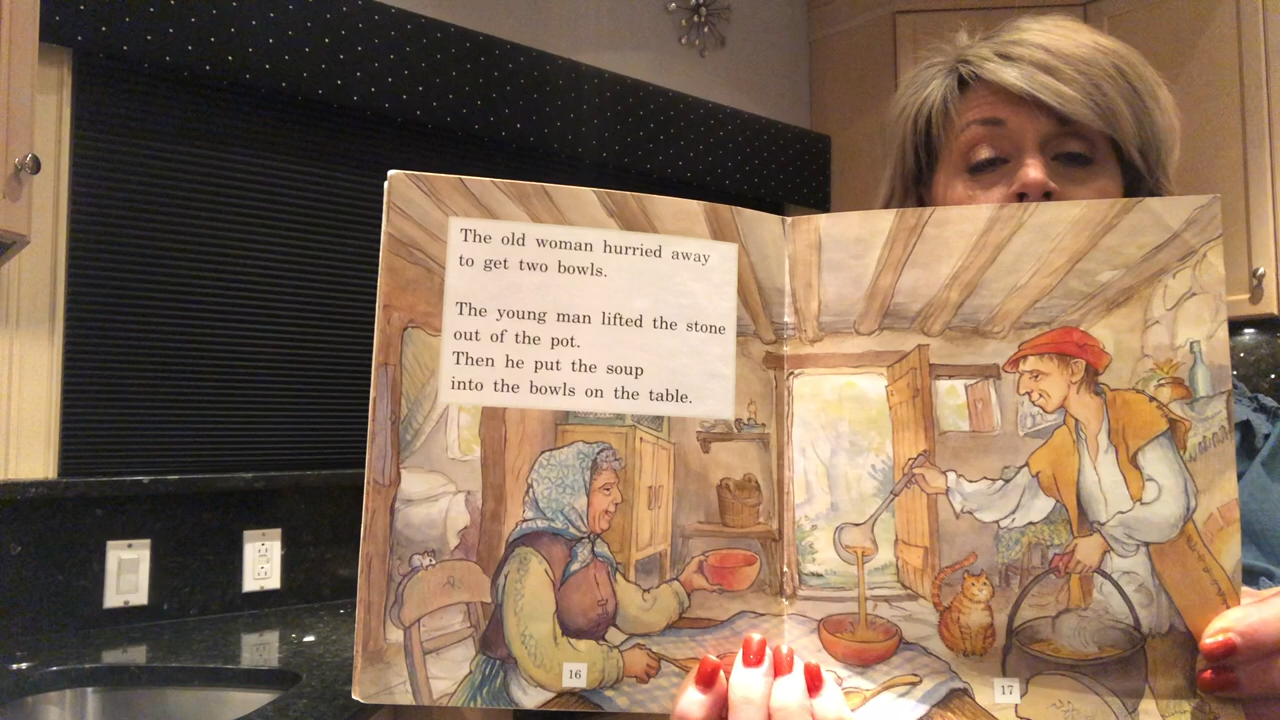 The old woman hurried away
to get two bowls.
The young man lifted the stone
out of the pot.
Then he put the soup
into the bowls on the table.
16
17